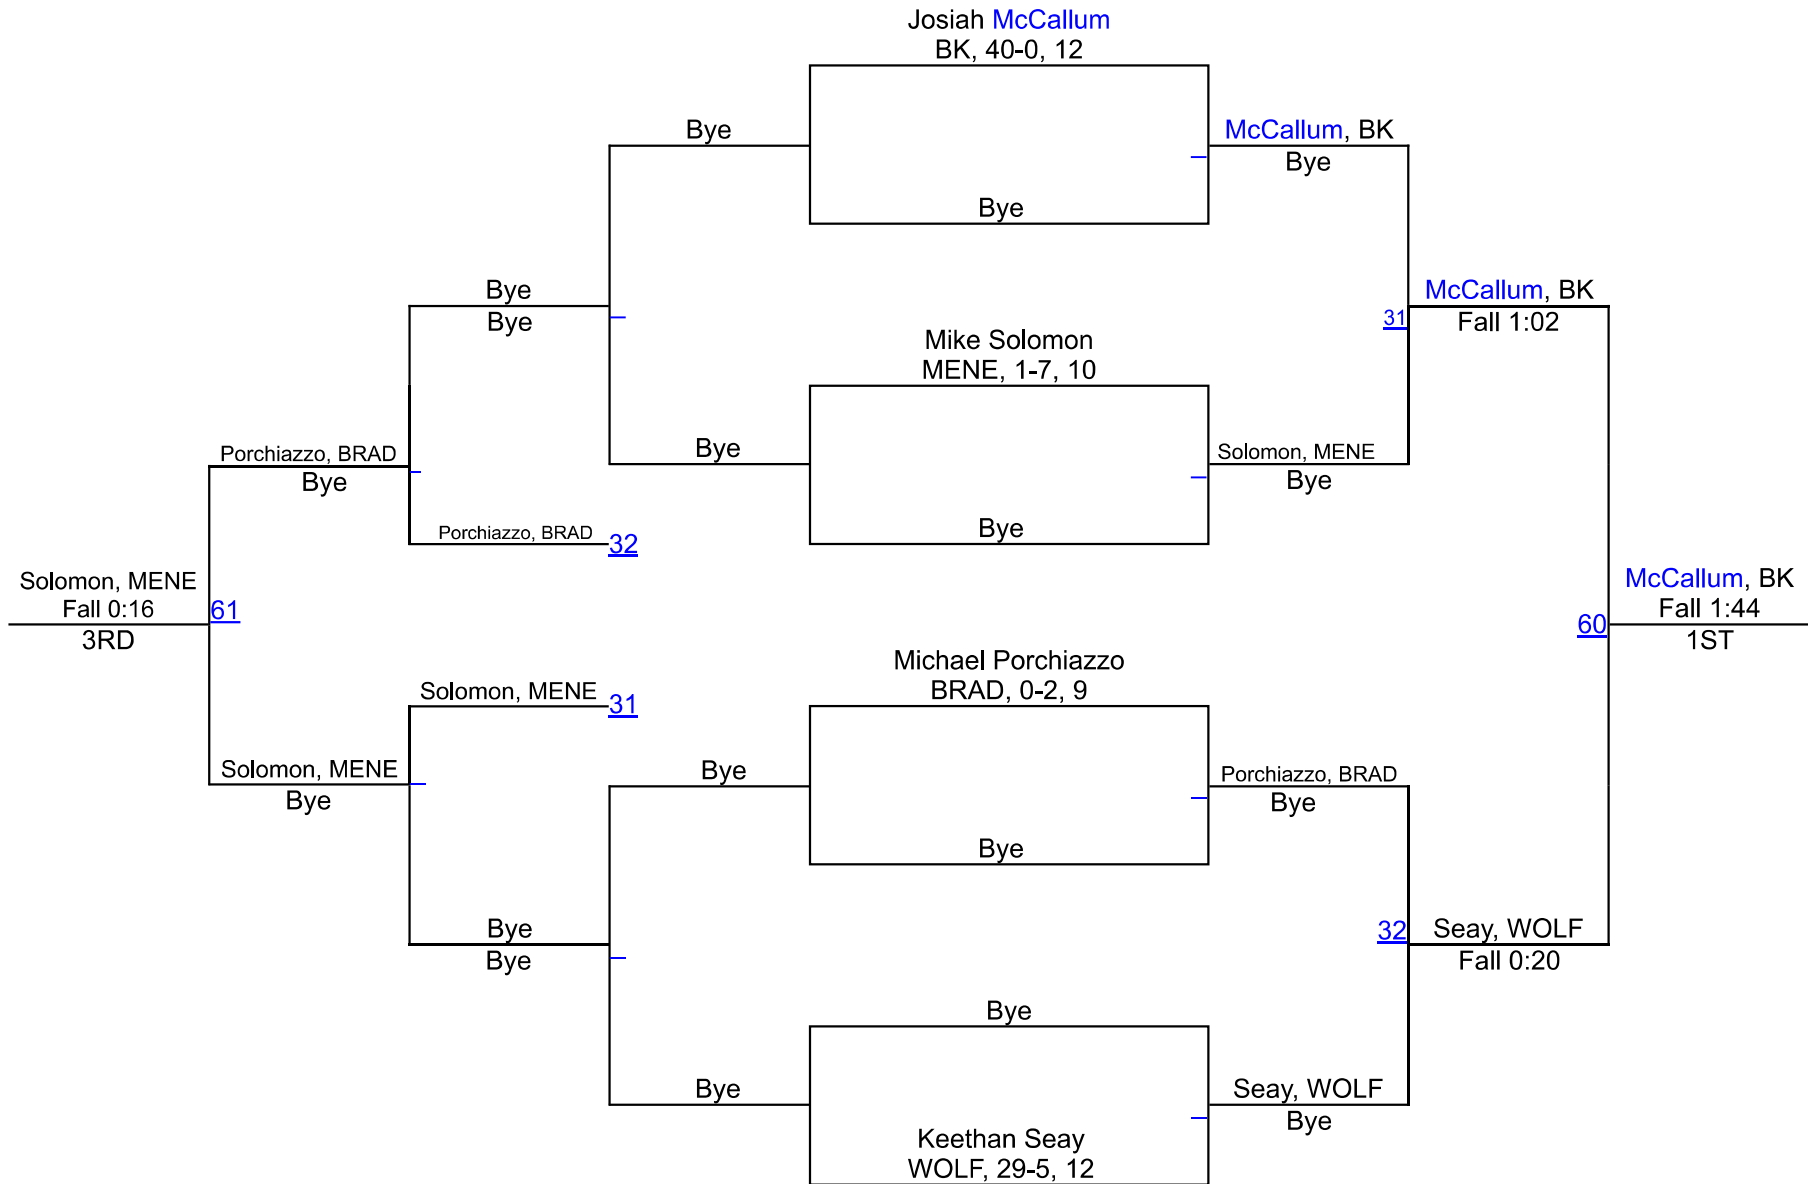 Josiah McCallum
BK, 40-0, 12
Bye
McCallum, BK
Bye
Bye
Bye
Bye
McCallum, BK
31
Fall 1:02
Mike Solomon
MENE, 1-7, 10
Bye
Solomon, MENE
Bye
Porchiazzo, BRAD
Bye
Bye
Porchiazzo, BRAD
32
Solomon, MENE
Fall 0:16
61
3RD
McCallum, BK
Fall 1:44
60
1ST
Michael Porchiazzo
BRAD, 0-2, 9
Solomon, MENE
31
Solomon, MENE
Bye
Bye
Porchiazzo, BRAD
Bye
Bye
Bye
Bye
32
Seay, WOLF
Fall 0:20
Bye
Bye
Seay, WOLF
Bye
Keethan Seay
WOLF, 29-5, 12